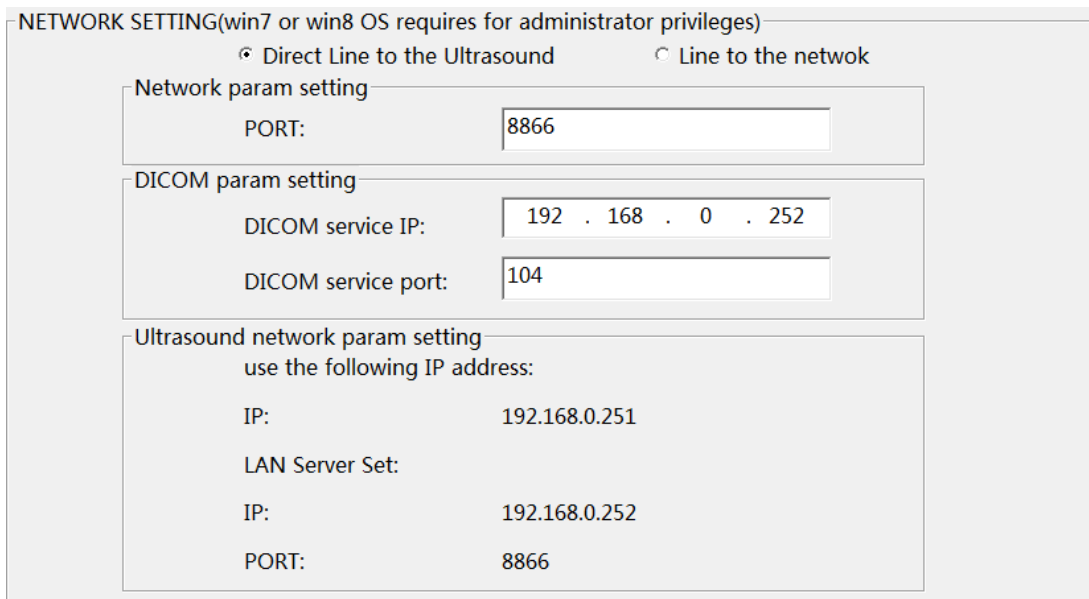 NETWORK SETTING(win7 or win8 OS requires for administrator privileges)
Direct Line to the Ultrasound Line to the netwok
Network param setting
PORT: 8866
DICOM param setting
DICOM service IP: 192 . 168 . 0 . 252
DICOM service port: 104
Ultrasound network param setting
use the following IP address:
IP: 192.168.0.251
LAN Server Set:
IP: 192.168.0.252
PORT: 8866